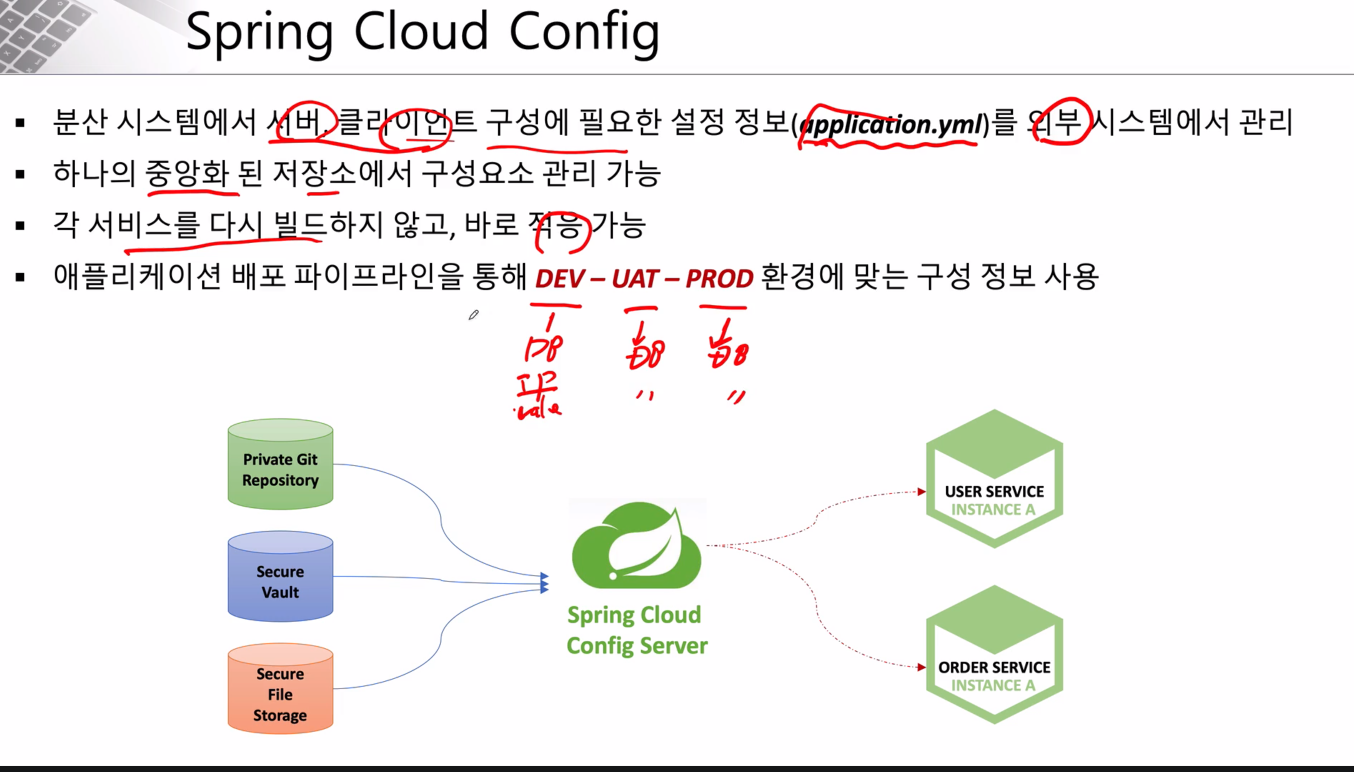 Spring Cloud Config
▪ 분산 시스템에서 서버, 클라이언트 구성에 필요한 설정 정보(application.yml)를 외부 시스템에서 관리
▪ 하나의 중앙화 된 저장소에서 구성요소 관리 가능
▪ 각 서비스를 다시 빌드하지 않고, 바로 적응 가능
▪ 애플리케이션 배포 파이프라인을 통해 DEV – UAT – PROD 환경에 맞는 구성 정보 사용
DB DB DB
IP " "
value
Private Git
Repository
Secure
Vault
Secure
File
Storage
Spring Cloud
Config Server
USER SERVICE
INSTANCE A
ORDER SERVICE
INSTANCE A